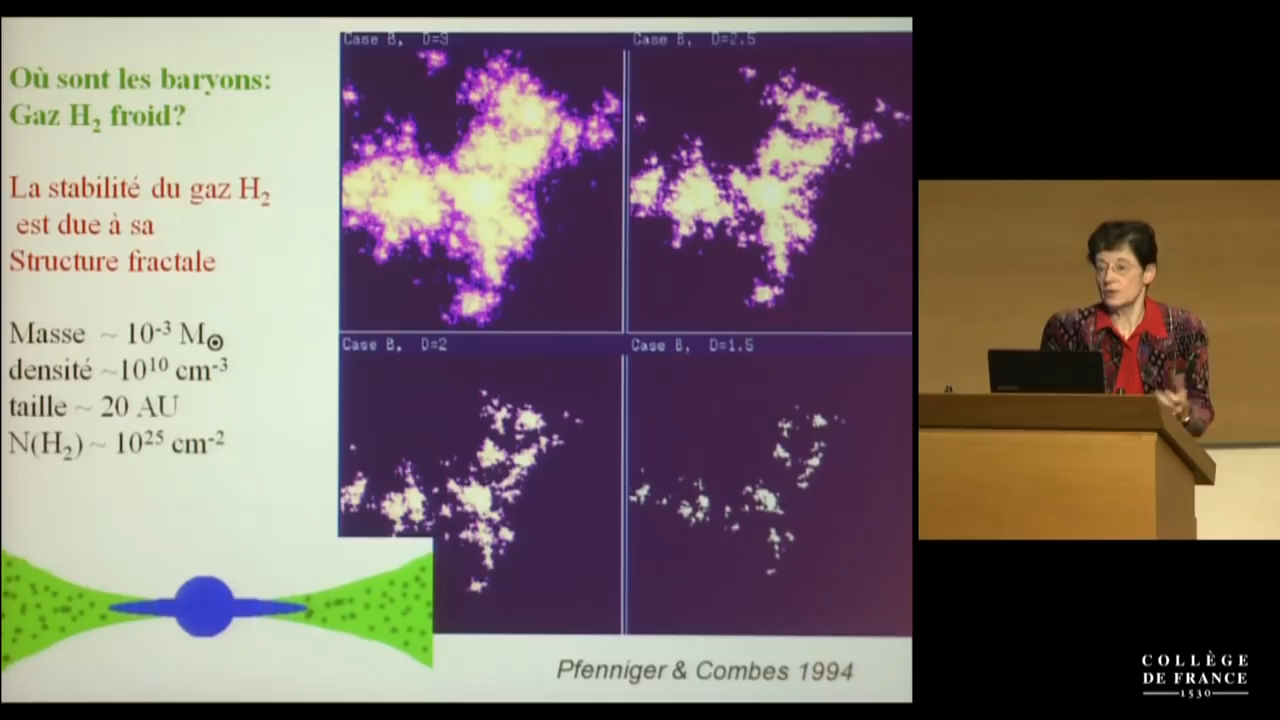 Où sont les baryons:
Gaz H₂ froid?
La stabilité du gaz H₂
est due à sa
Structure fractale
Masse ~ 10⁻³ M☉
densité ~10¹⁰ cm⁻³
taille ~ 20 AU
N(H₂) ~ 10²⁵ cm⁻²
Case B, D=3
Case B, D=2.5
Case B, D=2
Case B, D=1.5
Pfenniger & Combes 1994
COLLÈGE
DE FRANCE
1530